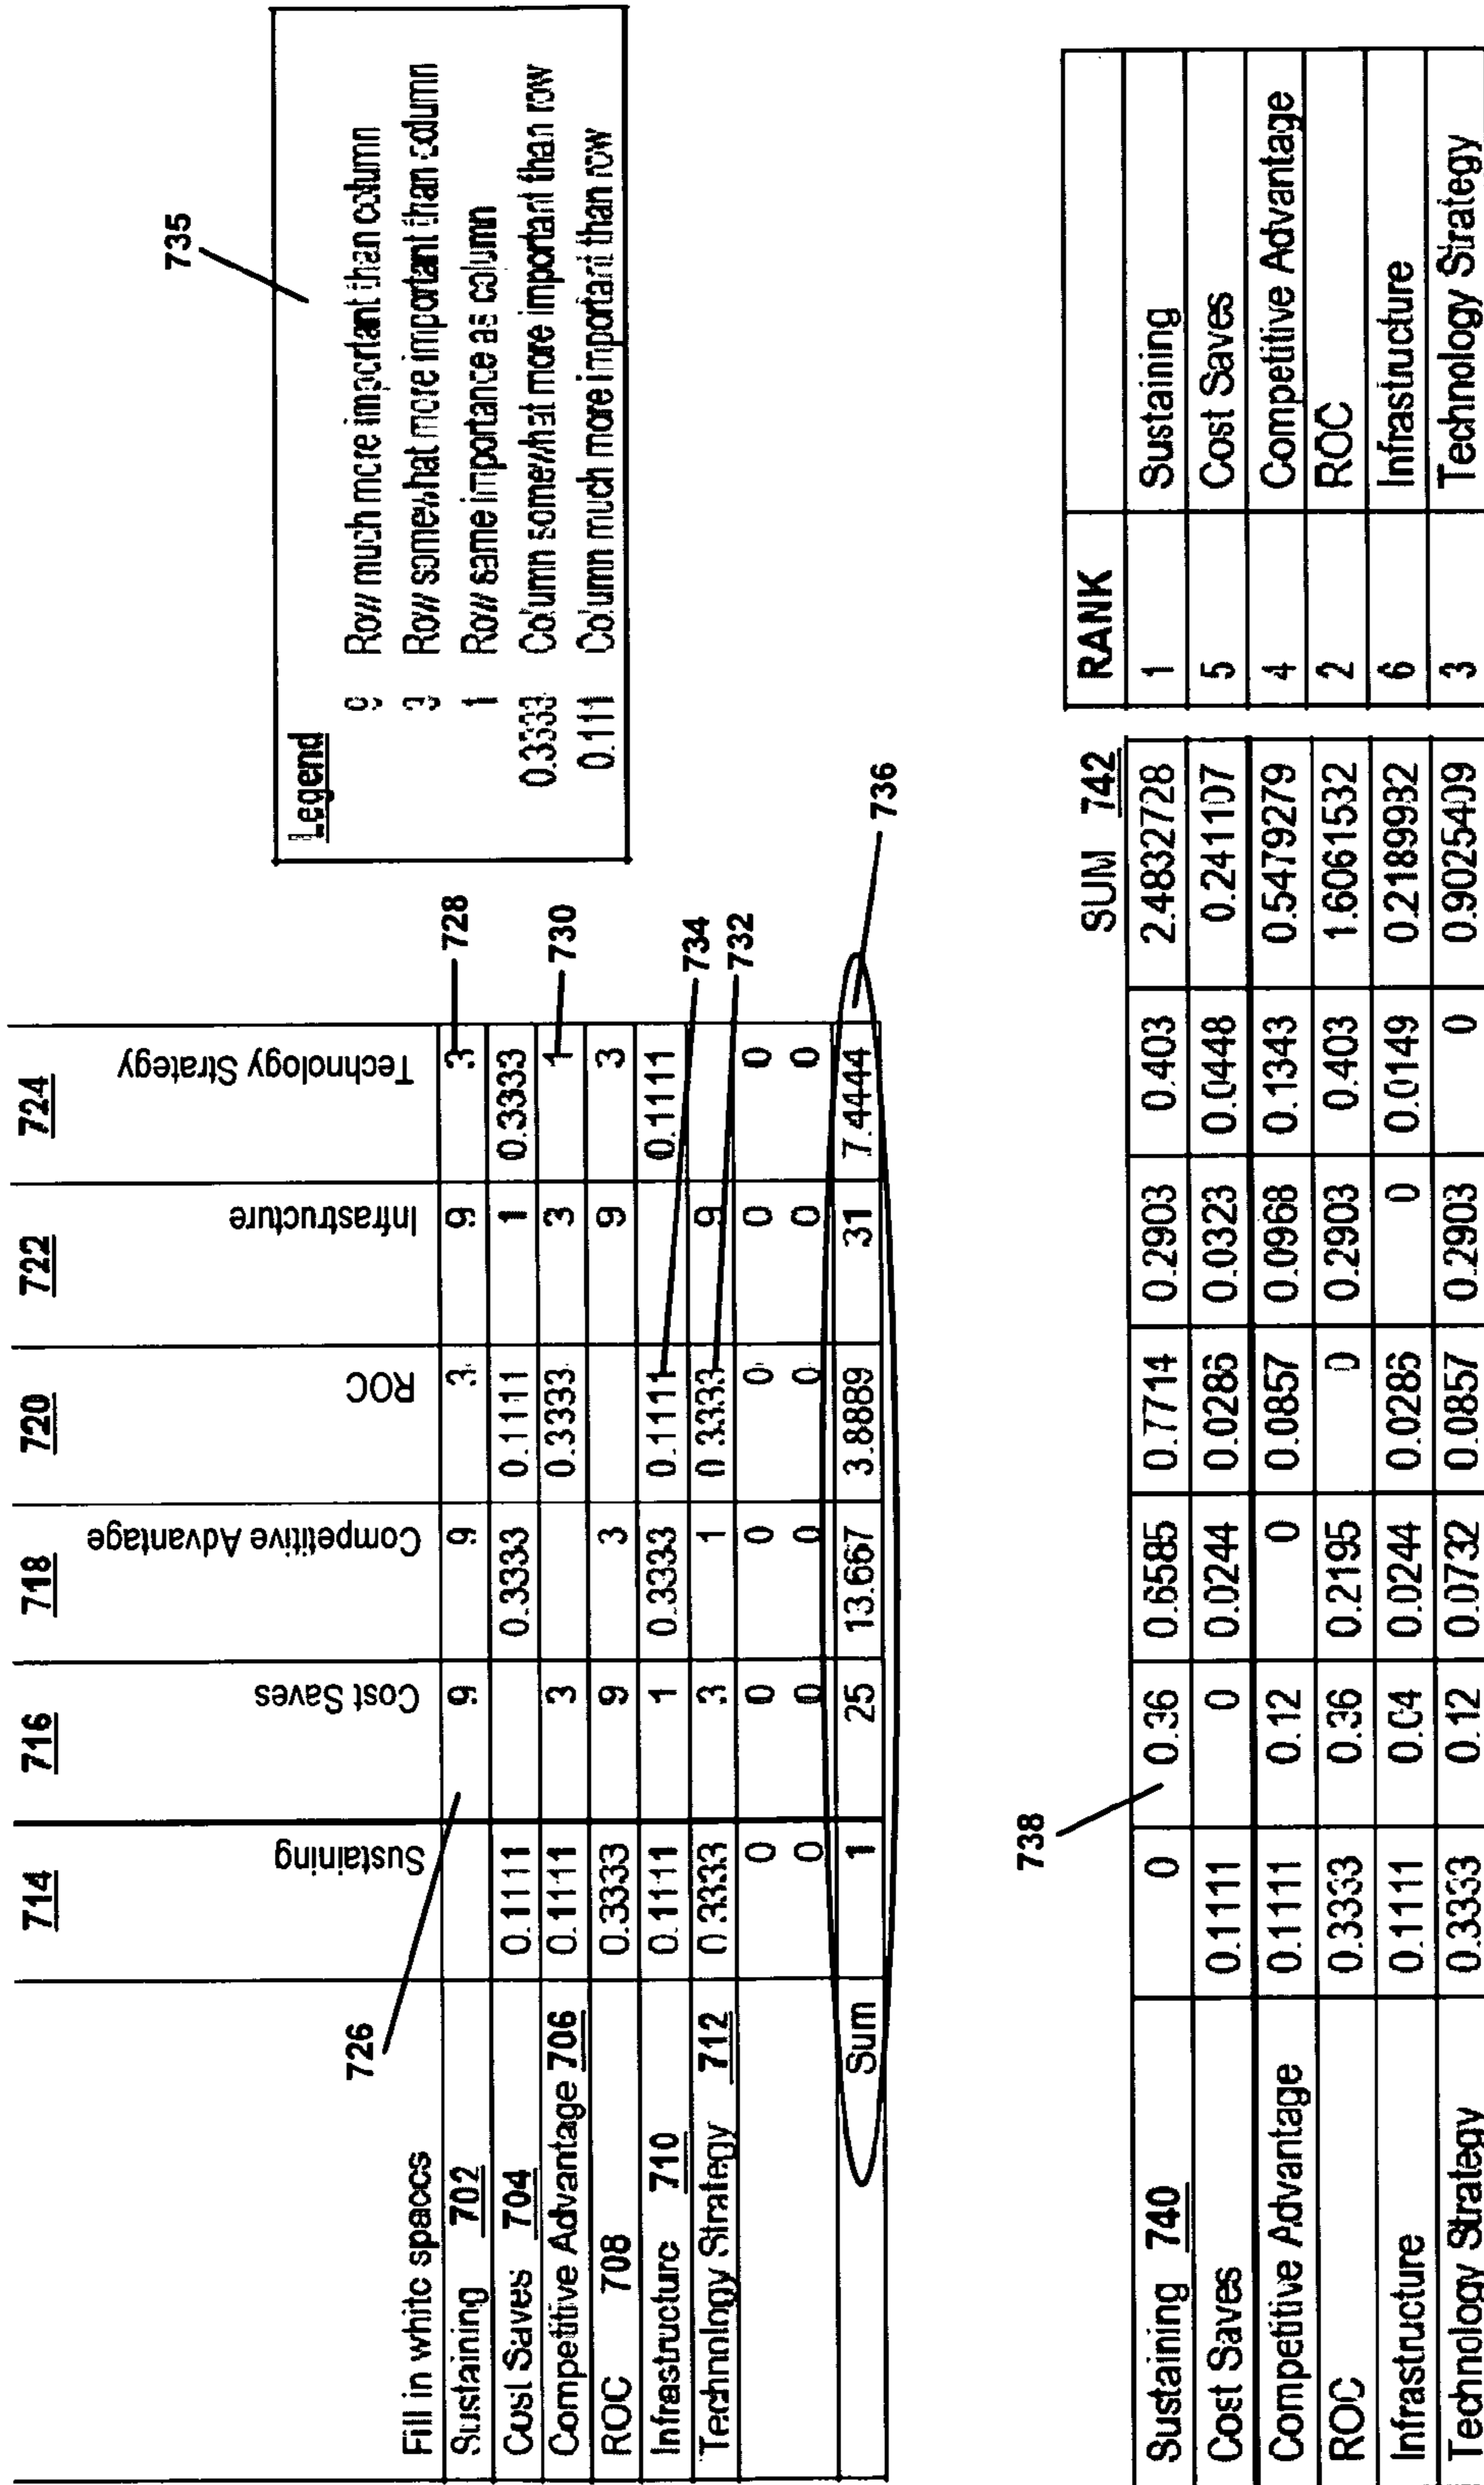 714 716 718 720 722 724
Sustaining Cost Saves Competitive Advantage ROC Infrastructure Technology Strategy
726
Fill in white spaces
Sustaining 702 9 9 3 9 3 728
Cost Saves 704 0.1111 0.3333 0.1111 1 0.3333
Competitive Advantage 706 0.1111 3 0.3333 3 1 730
ROC 708 0.3333 9 3 9 3
Infrastructure 710 0.1111 1 0.3333 0.1111 0.1111 734
Technology Strategy 712 0.3333 3 1 0.3333 9 732
0 0 0 0 0 0
0 0 0 0 0 0
Sum 1 25 13.667 3.8889 31 7.4444 736
735
Legend
9 Row much more important than column
3 Row somewhat more important than column
1 Row same importance as column
0.3333 Column somewhat more important than row
0.111 Column much more important than row
738
SUM 742
Sustaining 740 0 0.36 0.6585 0.7714 0.2903 0.403 2.4832728
Cost Saves 0.1111 0 0.0244 0.0286 0.0323 0.0448 0.241107
Competitive Advantage 0.1111 0.12 0 0.0857 0.0968 0.1343 0.5479279
ROC 0.3333 0.36 0.2195 0 0.2903 0.403 1.6061532
Infrastructure 0.1111 0.04 0.0244 0.0286 0 0.0149 0.2189982
Technology Strategy 0.3333 0.12 0.0732 0.0857 0.2903 0 0.9025409
RANK
1 Sustaining
5 Cost Saves
4 Competitive Advantage
2 ROC
6 Infrastructure
3 Technology Strategy